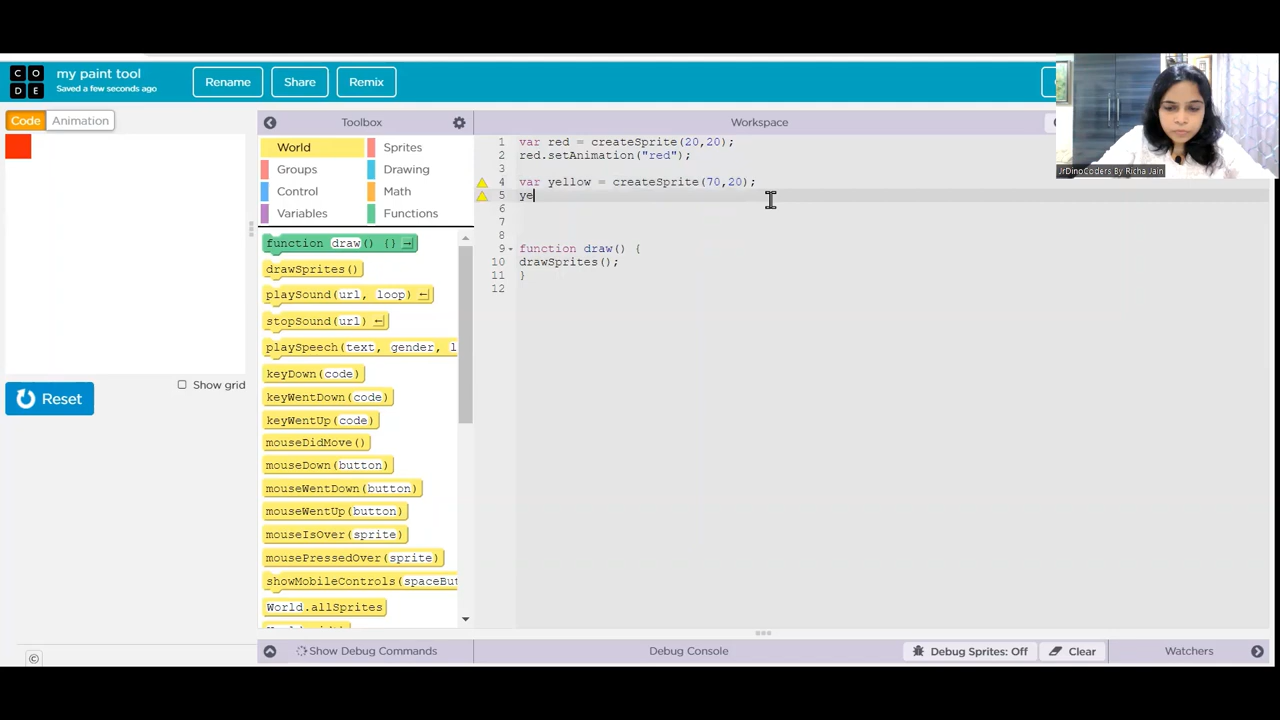 C O
D E
my paint tool
Saved a few seconds ago
Rename
Share
Remix
Code
Animation
Toolbox
Workspace
World
Sprites
Groups
Drawing
Control
Math
Variables
Functions
function draw() {}
drawSprites()
playSound(url, loop)
stopSound(url)
playSpeech(text, gender, l
keyDown(code)
keyWentDown(code)
keyWentUp(code)
mouseDidMove()
mouseDown(button)
mouseWentDown(button)
mouseWentUp(button)
mouseIsOver(sprite)
mousePressedOver(sprite)
showMobileControls(spaceBut
World.allSprites
1 var red = createSprite(20,20);
2 red.setAnimation("red");
3
4 var yellow = createSprite(70,20);
5 ye
6
7
8
9 function draw() {
10 drawSprites();
11 }
12
JrDinoCoders By Richa Jain
Show grid
Reset
©
Show Debug Commands
Debug Console
Debug Sprites: Off
Clear
Watchers